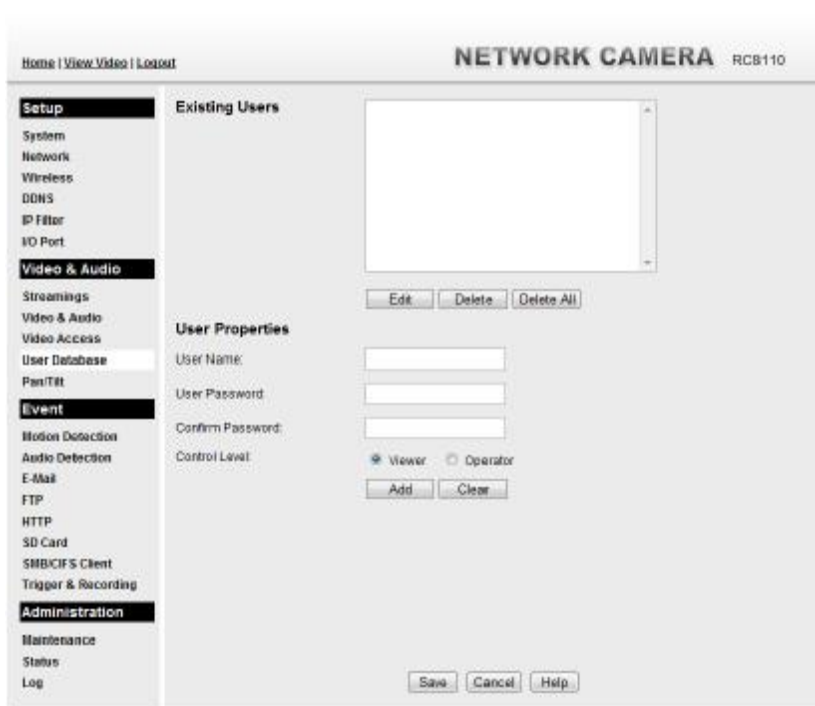 Home | View Video | Logout
NETWORK CAMERA RC8110
Setup
System
Network
Wireless
DDNS
IP Filter
I/O Port
Video & Audio
Streamings
Video & Audio
Video Access
User Database
Pan/Tilt
Event
Motion Detection
Audio Detection
E-Mail
FTP
HTTP
SD Card
SMB/CIFS Client
Trigger & Recording
Administration
Maintenance
Status
Log
Existing Users
Edit Delete Delete All
User Properties
User Name:
User Password:
Confirm Password:
Control Level: Viewer Operator
Add Clear
Save Cancel Help